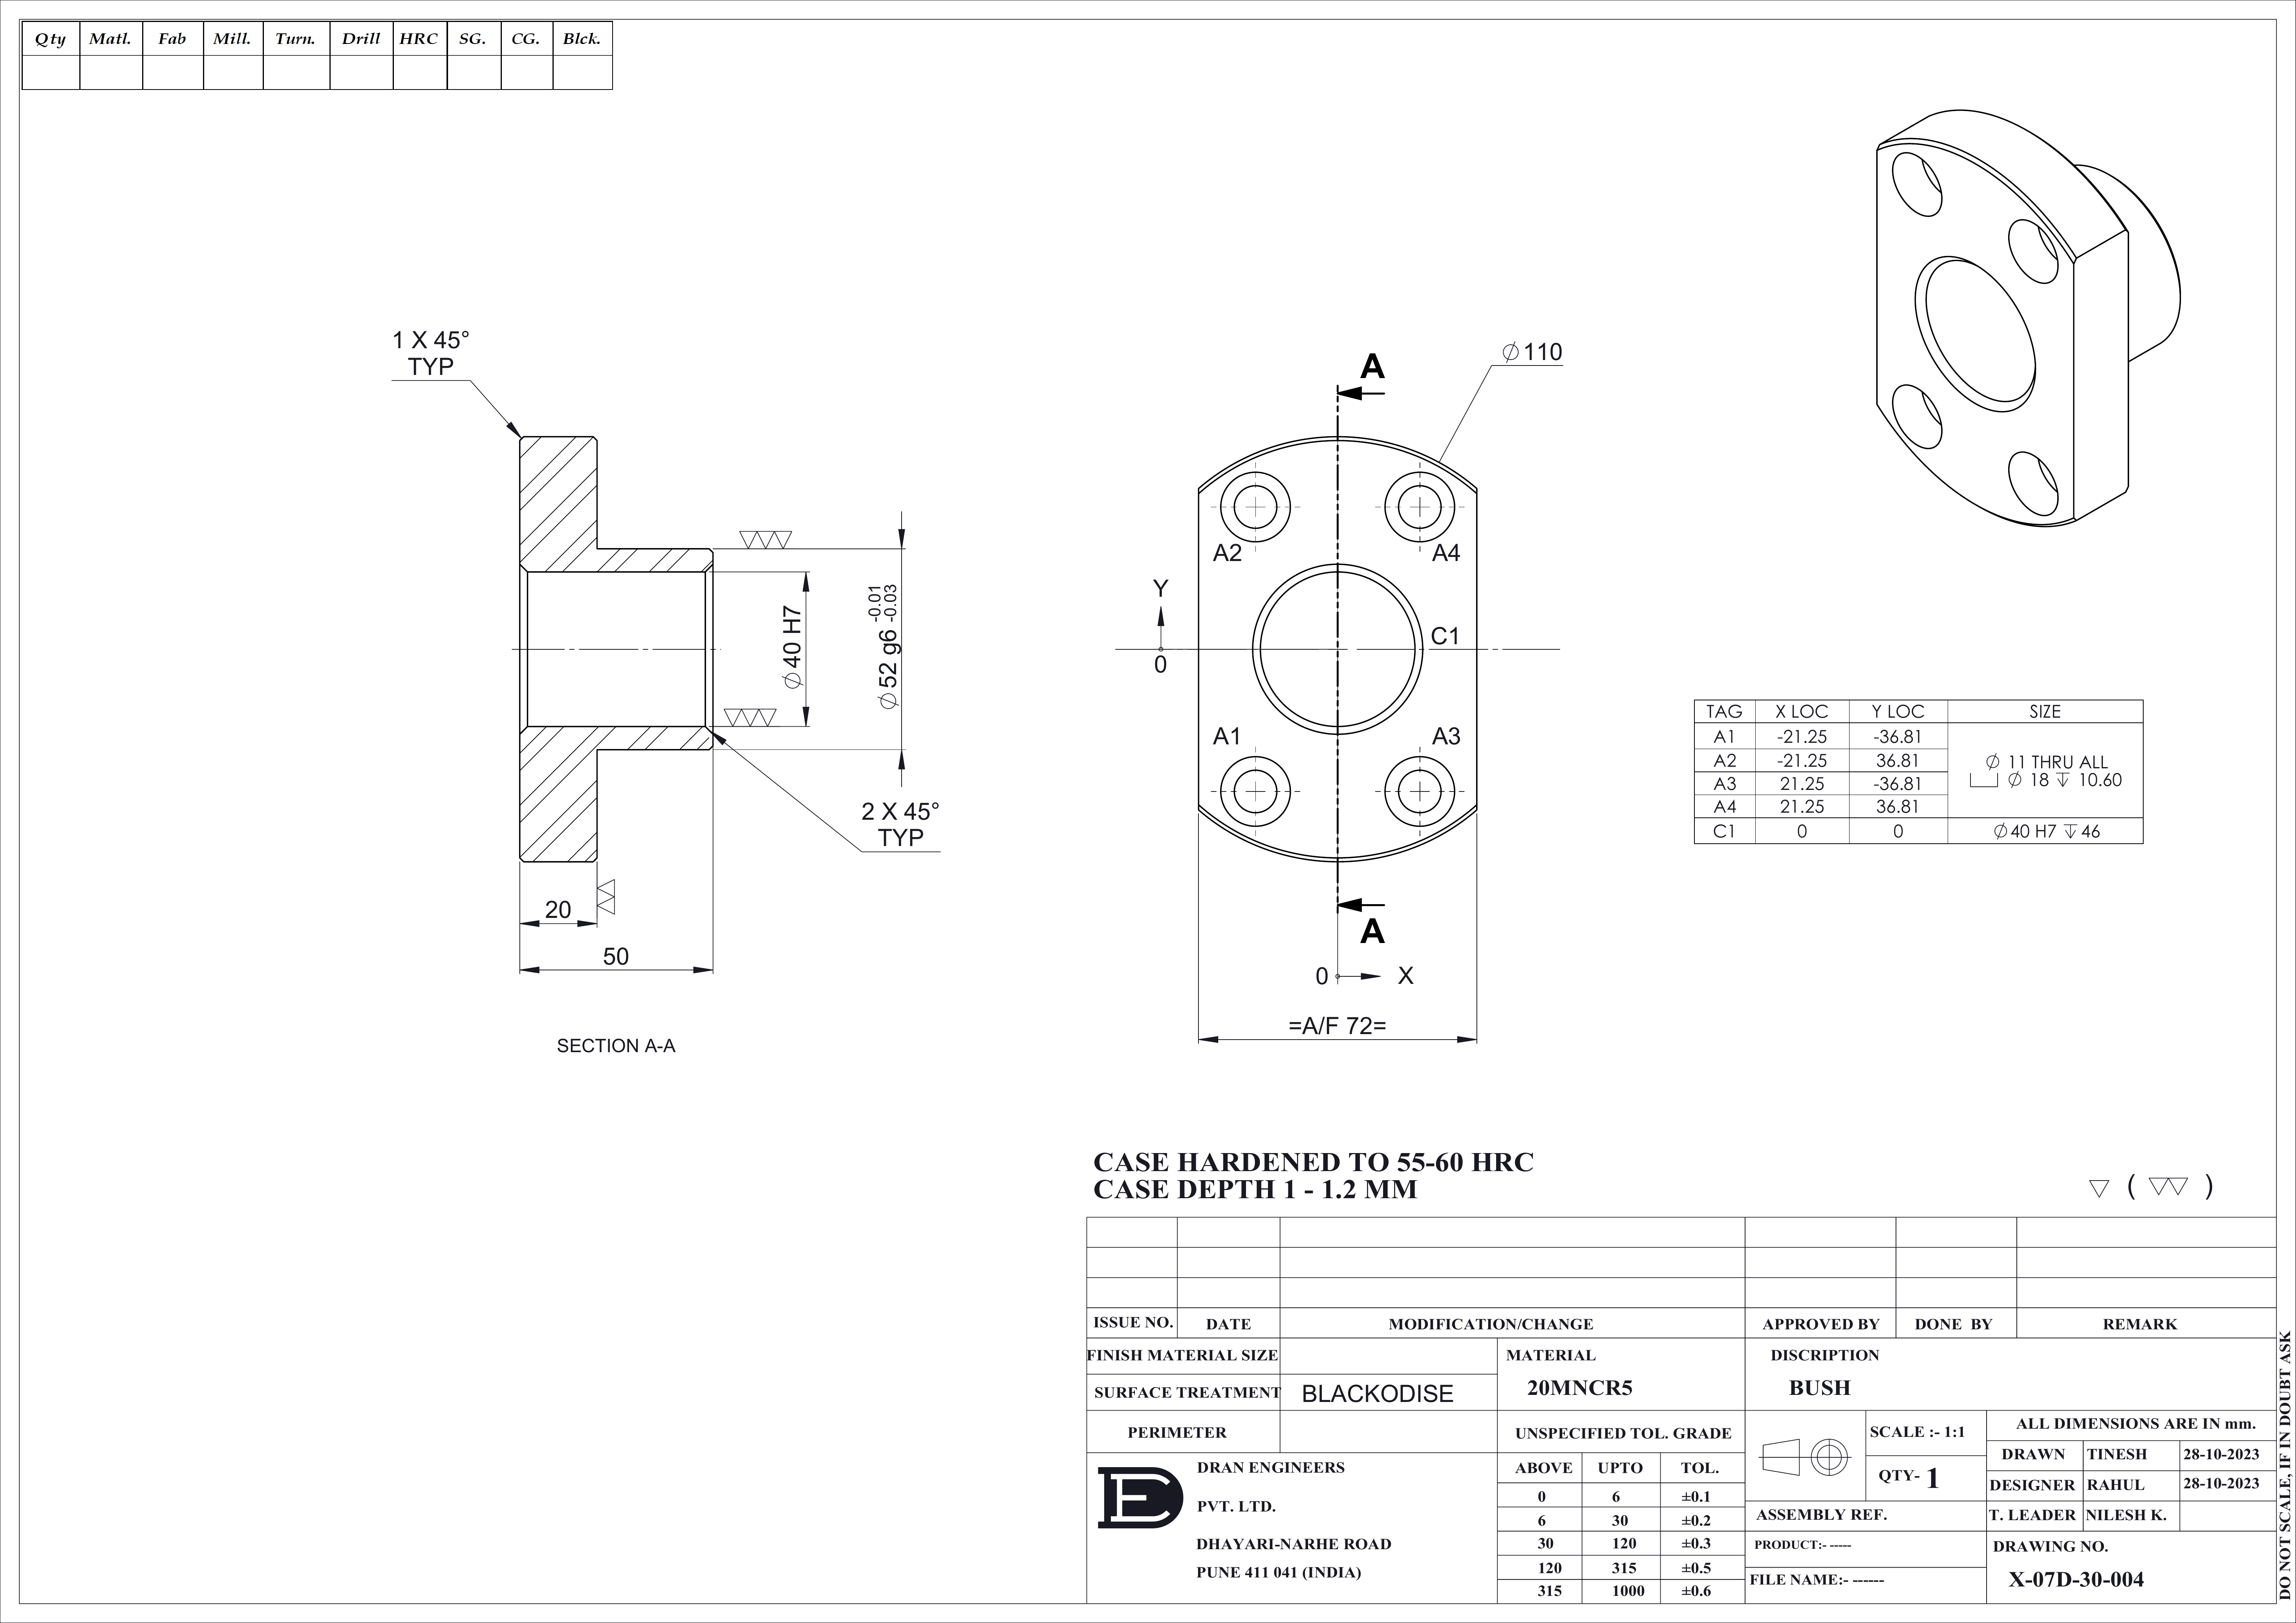 Qty Matl. Fab Mill. Turn. Drill HRC SG. CG. Blck.
1 X 45°
TYP
⌀40 H7
⌀52 g6 -0.01 -0.03
2 X 45°
TYP
20
50
SECTION A-A
A
⌀110
A2
A4
Y
0
C1
A1
A3
A
0 X
=A/F 72=
TAG X LOC Y LOC SIZE
A1 -21.25 -36.81
A2 -21.25 36.81
A3 21.25 -36.81
A4 21.25 36.81
⌀ 11 THRU ALL
⌴ ⌀ 18 ↧ 10.60
C1 0 0 ⌀40 H7 ↧ 46
CASE HARDENED TO 55-60 HRC
CASE DEPTH 1 - 1.2 MM
▽ ( ▽▽ )
ISSUE NO. DATE MODIFICATION/CHANGE APPROVED BY DONE BY REMARK
FINISH MATERIAL SIZE
SURFACE TREATMENT BLACKODISE
PERIMETER
MATERIAL
20MNCR5
DISCRIPTION
BUSH
DE
DRAN ENGINEERS
PVT. LTD.
DHAYARI-NARHE ROAD
PUNE 411 041 (INDIA)
UNSPECIFIED TOL. GRADE
ABOVE UPTO TOL.
0 6 ±0.1
6 30 ±0.2
30 120 ±0.3
120 315 ±0.5
315 1000 ±0.6
SCALE :- 1:1
QTY- 1
ASSEMBLY REF.
PRODUCT:- -----
FILE NAME:- ------
ALL DIMENSIONS ARE IN mm.
DRAWN TINESH 28-10-2023
DESIGNER RAHUL 28-10-2023
T. LEADER NILESH K.
DRAWING NO.
X-07D-30-004
DO NOT SCALE, IF IN DOUBT ASK